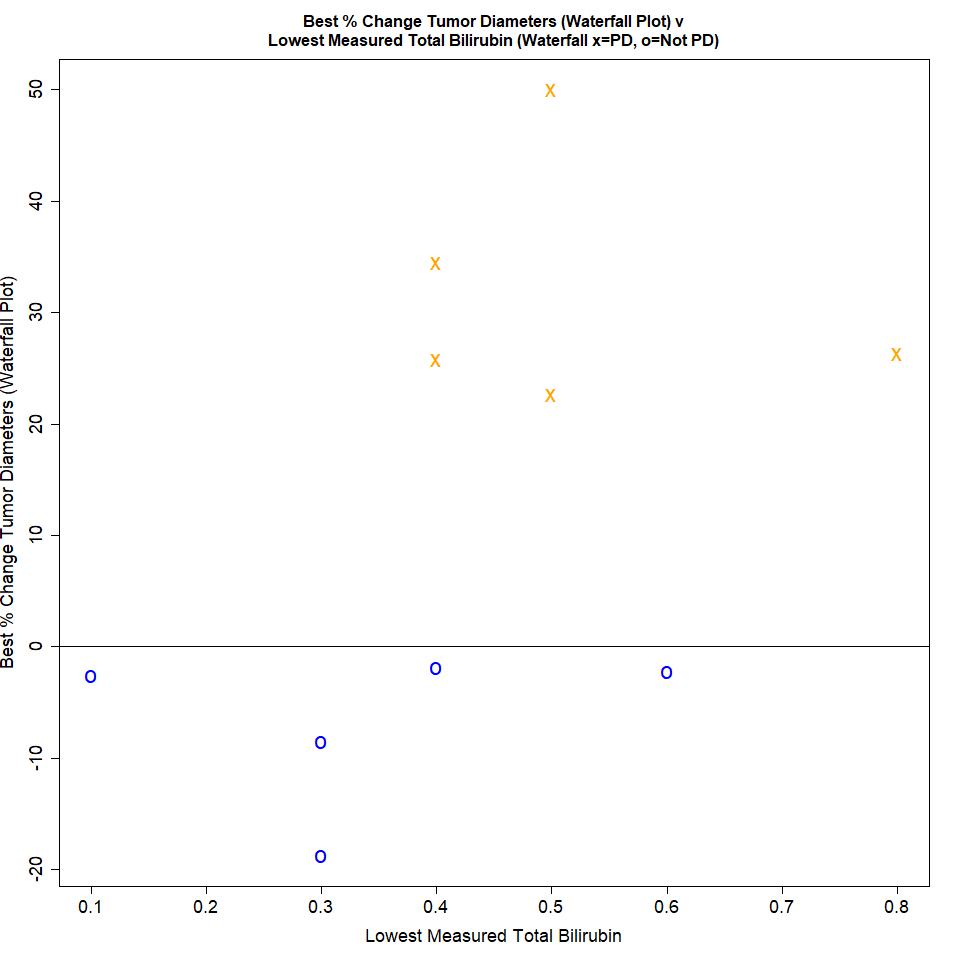 Best % Change Tumor Diameters (Waterfall Plot) v
Lowest Measured Total Bilirubin (Waterfall x=PD, o=Not PD)
Best % Change Tumor Diameters (Waterfall Plot)
50
40
30
20
10
0
-10
-20
x
x
x
x
x
o
o
o
o
o
0.1 0.2 0.3 0.4 0.5 0.6 0.7 0.8
Lowest Measured Total Bilirubin